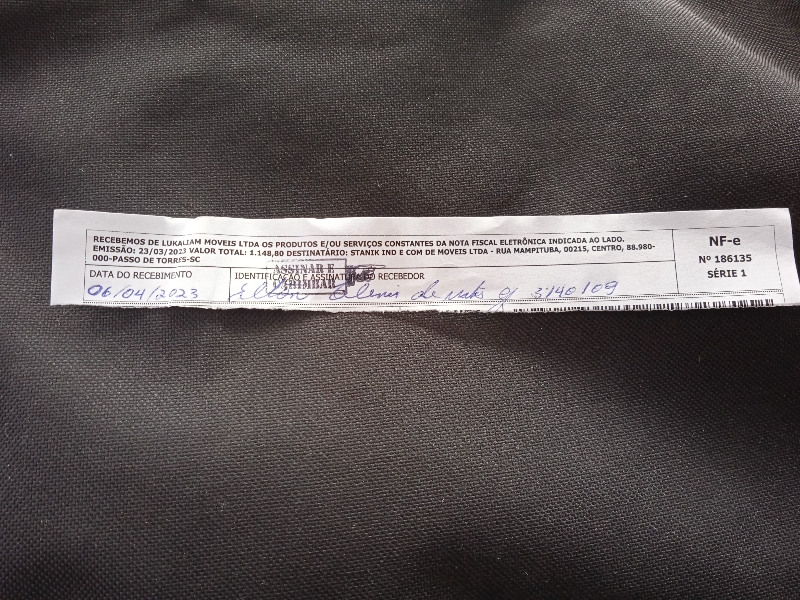 RECEBEMOS DE LUKALIAM MOVEIS LTDA OS PRODUTOS E/OU SERVIÇOS CONSTANTES DA NOTA FISCAL ELETRÔNICA INDICADA AO LADO.
EMISSÃO: 23/03/2023 VALOR TOTAL: 1.148,80 DESTINATÁRIO: STANIK IND E COM DE MOVEIS LTDA - RUA MAMPITUBA, 00215, CENTRO, 88.980-
000-PASSO DE TORRES-SC
NF-e
Nº 186135
SÉRIE 1
DATA DO RECEBIMENTO
06/04/2023
IDENTIFICAÇÃO E ASSINATURA DO RECEBEDOR
ASSINAR E
CARIMBAR
3140109